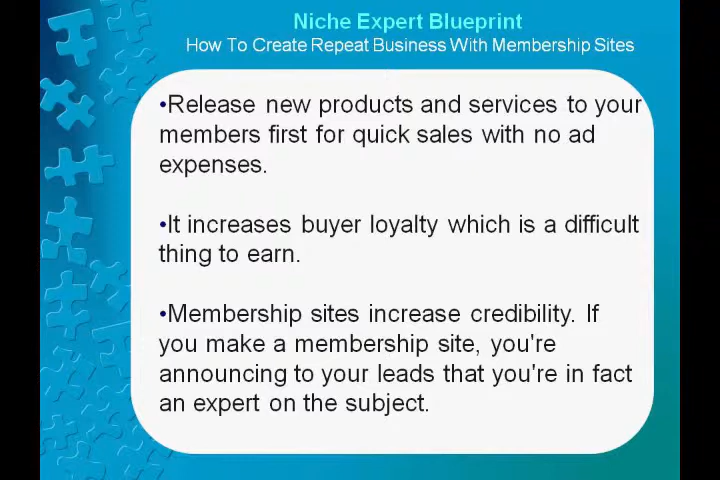 Niche Expert Blueprint
How To Create Repeat Business With Membership Sites
•Release new products and services to your
members first for quick sales with no ad
expenses.
•It increases buyer loyalty which is a difficult
thing to earn.
•Membership sites increase credibility. If
you make a membership site, you're
announcing to your leads that you're in fact
an expert on the subject.